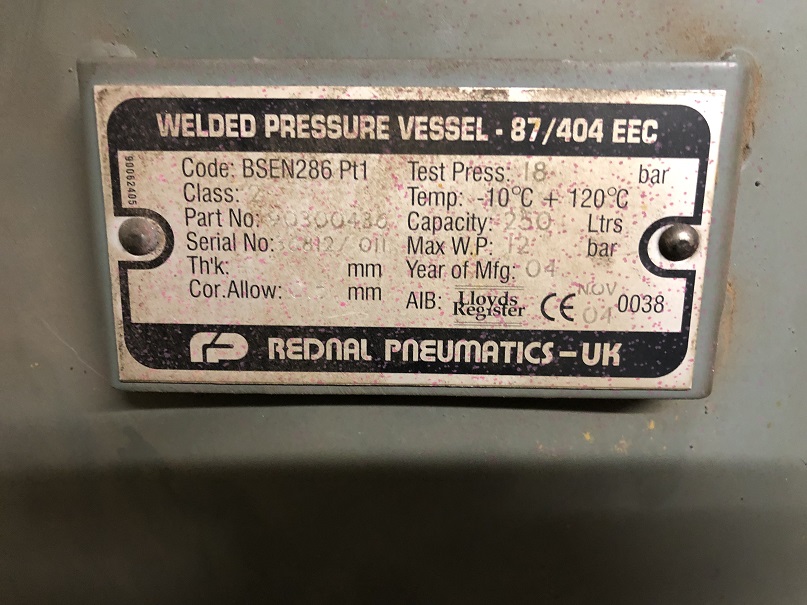 WELDED PRESSURE VESSEL - 87/404 EEC
90062405
Code: BSEN286 Pt1
Class: 2
Part No:
Serial No:
Th'k: mm
Cor.Allow: mm
Test Press: 18 bar
Temp: -10°C + 120°C
Capacity: 250 Ltrs
Max W.P: 12 bar
Year of Mfg: 04
AIB: Lloyds Register CE NOV 04 0038
rp REDNAL PNEUMATICS-UK